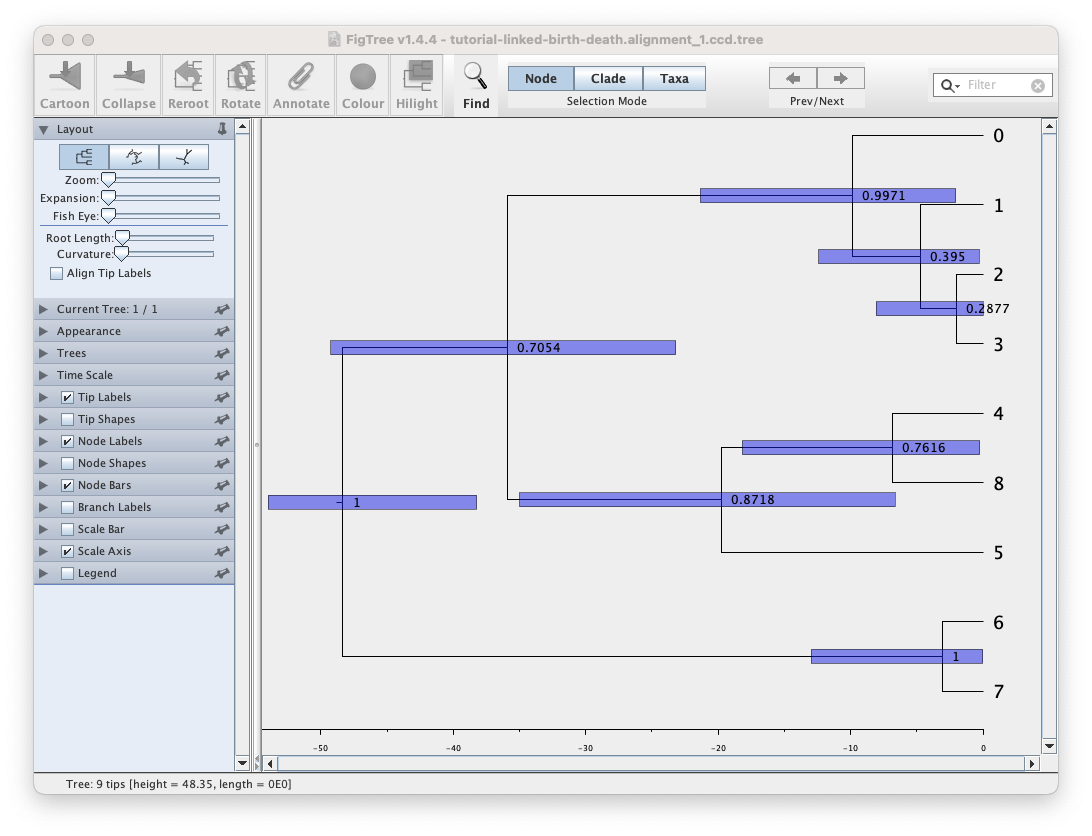 FigTree v1.4.4 - tutorial-linked-birth-death.alignment_1.ccd.tree
Cartoon Collapse Reroot Rotate Annotate Colour Hilight Find
Node Clade Taxa
Selection Mode
Prev/Next
Filter
Layout
Zoom:
Expansion:
Fish Eye:
Root Length:
Curvature:
Align Tip Labels
Current Tree: 1 / 1
Appearance
Trees
Time Scale
Tip Labels
Tip Shapes
Node Labels
Node Shapes
Node Bars
Branch Labels
Scale Bar
Scale Axis
Legend
0
0.9971
1
0.395
2
0.2877
3
0.7054
4
0.7616
8
0.8718
1
5
6
1
7
-50 -40 -30 -20 -10 0
Tree: 9 tips [height = 48.35, length = 0E0]